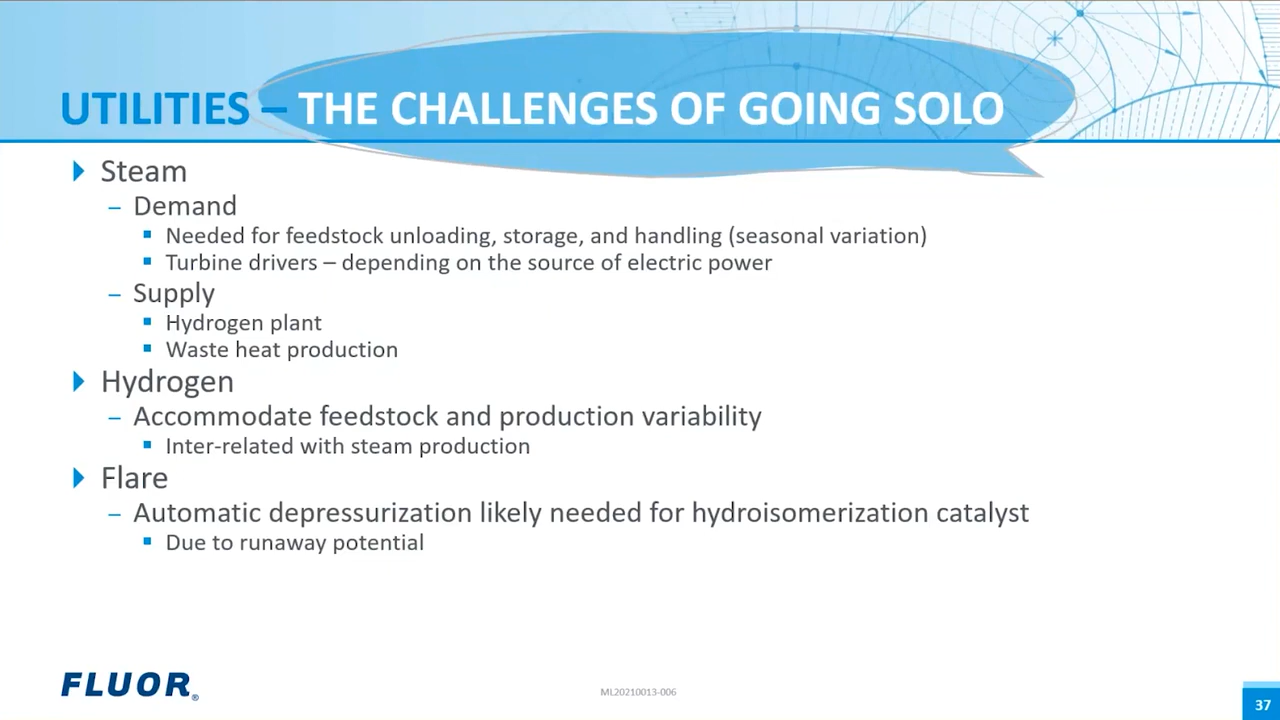 UTILITIES – THE CHALLENGES OF GOING SOLO
Steam
– Demand
Needed for feedstock unloading, storage, and handling (seasonal variation)
Turbine drivers – depending on the source of electric power
– Supply
Hydrogen plant
Waste heat production
Hydrogen
– Accommodate feedstock and production variability
Inter-related with steam production
Flare
– Automatic depressurization likely needed for hydroisomerization catalyst
Due to runaway potential
FLUOR®
ML20210013-006
37